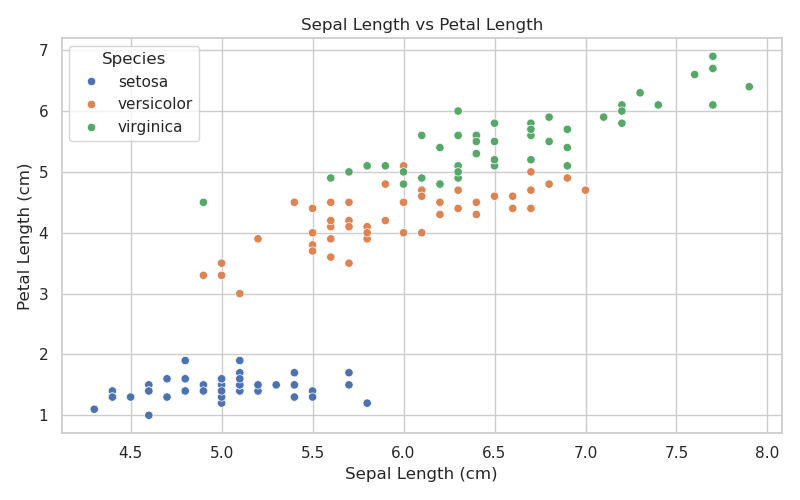 Sepal Length vs Petal Length
Species
setosa
versicolor
virginica
Petal Length (cm)
7
6
5
4
3
2
1
4.5 5.0 5.5 6.0 6.5 7.0 7.5 8.0
Sepal Length (cm)